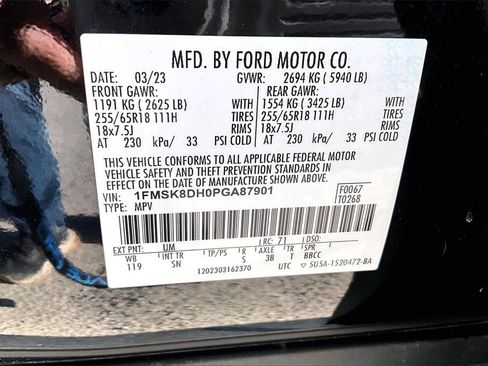 MFD. BY FORD MOTOR CO.
DATE: 03/23 GVWR: 2694 KG ( 5940 LB)
FRONT GAWR: REAR GAWR:
1191 KG ( 2625 LB) WITH 1554 KG ( 3425 LB) WITH
255/65R18 111H TIRES 255/65R18 111H TIRES
18x7.5J RIMS 18x7.5J RIMS
AT 230 kPa/ 33 PSI COLD AT 230 kPa/ 33 PSI COLD
THIS VEHICLE CONFORMS TO ALL APPLICABLE FEDERAL MOTOR
VEHICLE SAFETY AND THEFT PREVENTION STANDARDS IN EFFECT
ON THE DATE OF MANUFACTURE SHOWN ABOVE.
VIN: 1FMSK8DH0PGA87901 F0067
TYPE: MPV T0268
EXT PNT: UM RC: 71 DSO:
WB INT TR TP/PS R AXLE TR SPR
119 SN S 3B T BBCC
1202303162370 UTC ▽ 5U5A-1520472-BA